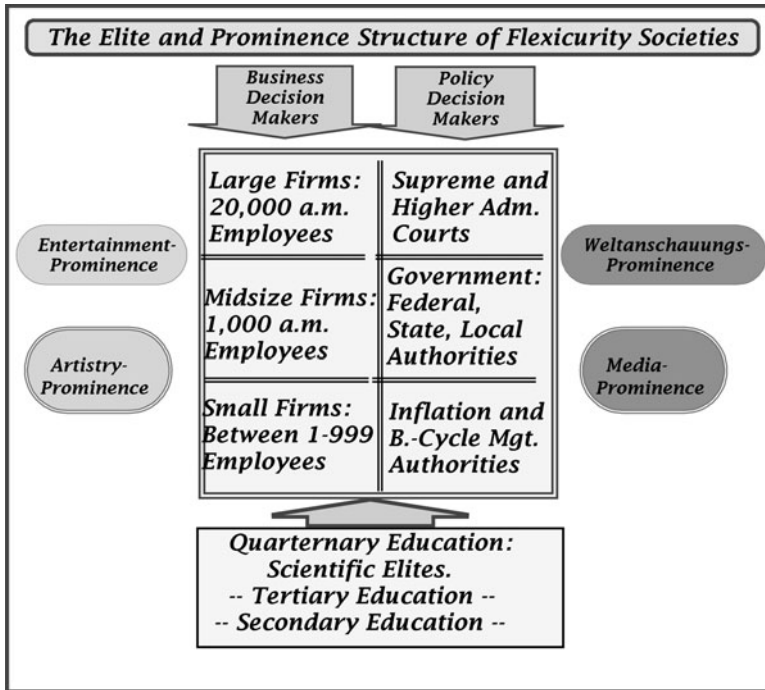 The Elite and Prominence Structure of Flexicurity Societies
Business
Decision
Makers
Policy
Decision
Makers
Large Firms:
20,000 a.m.
Employees
Supreme and
Higher Adm.
Courts
Entertainment-
Prominence
Weltanschauungs-
Prominence
Midsize Firms:
1,000 a.m.
Employees
Government:
Federal,
State, Local
Authorities
Artistry-
Prominence
Media-
Prominence
Small Firms:
Between 1-999
Employees
Inflation and
B.-Cycle Mgt.
Authorities
Quarternary Education:
Scientific Elites.
-- Tertiary Education --
-- Secondary Education --